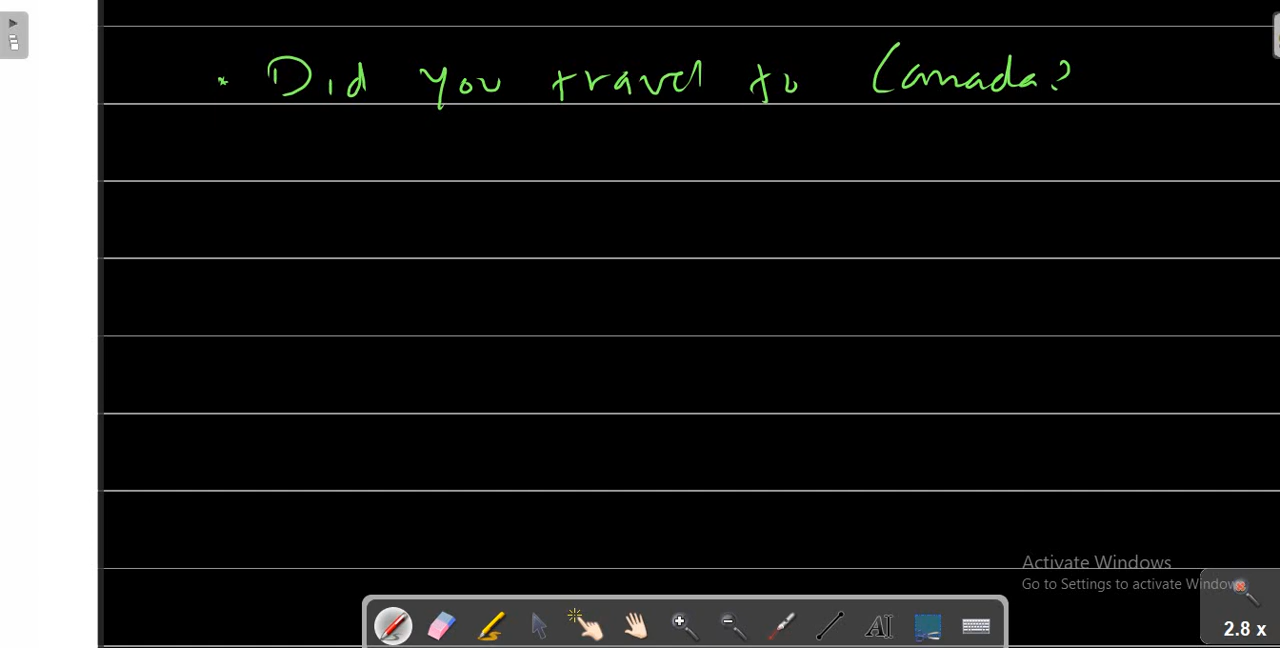 * Did you travel to Canada?
Activate Windows
Go to Settings to activate Windows
2.8 x